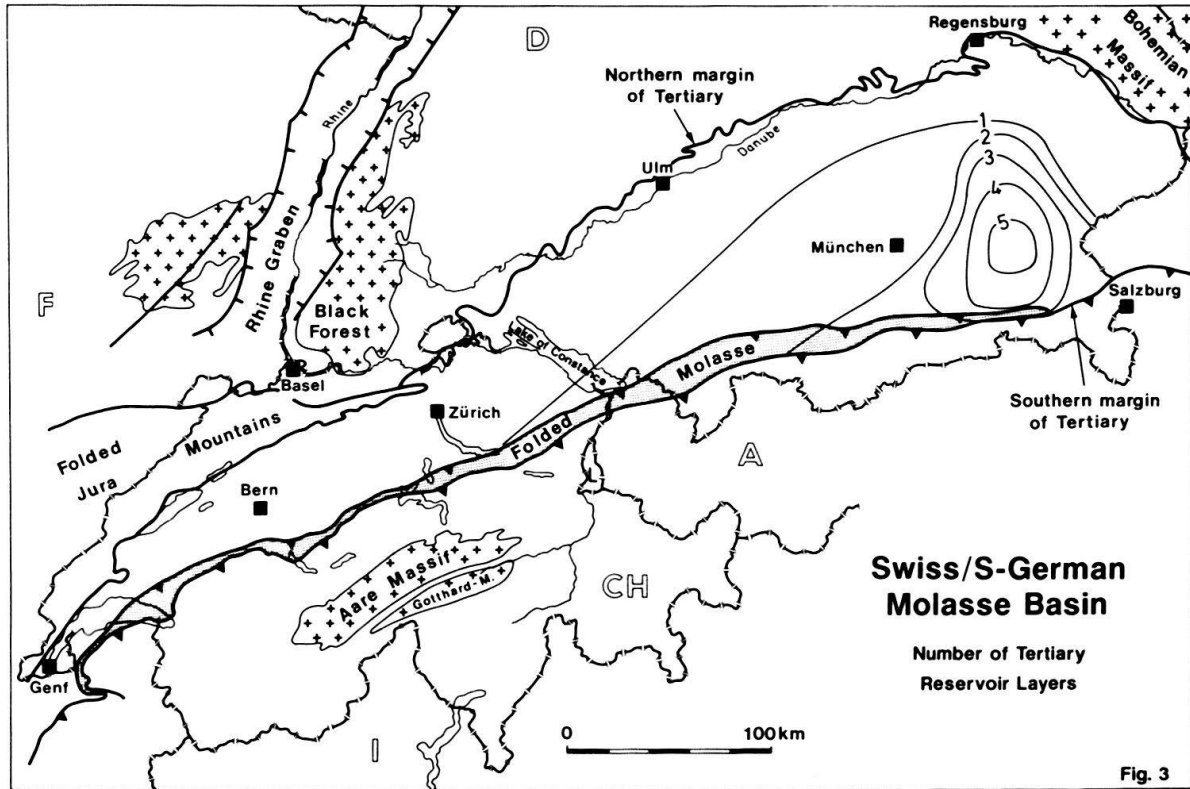 Regensburg
Bohemian
Massif
D
Northern margin
of Tertiary
Rhine
Danube
Ulm
1
2
3
4
5
München
Salzburg
Rhine Graben
F
Black
Forest
Lake of Constance
Basel
Molasse
Folded
Zürich
Mountains
Southern margin
of Tertiary
Folded
Jura
A
Bern
Aare Massif
Gotthard-M.
CH
Swiss/S-German
Molasse Basin
Number of Tertiary
Reservoir Layers
Genf
I
0 100 km
Fig. 3